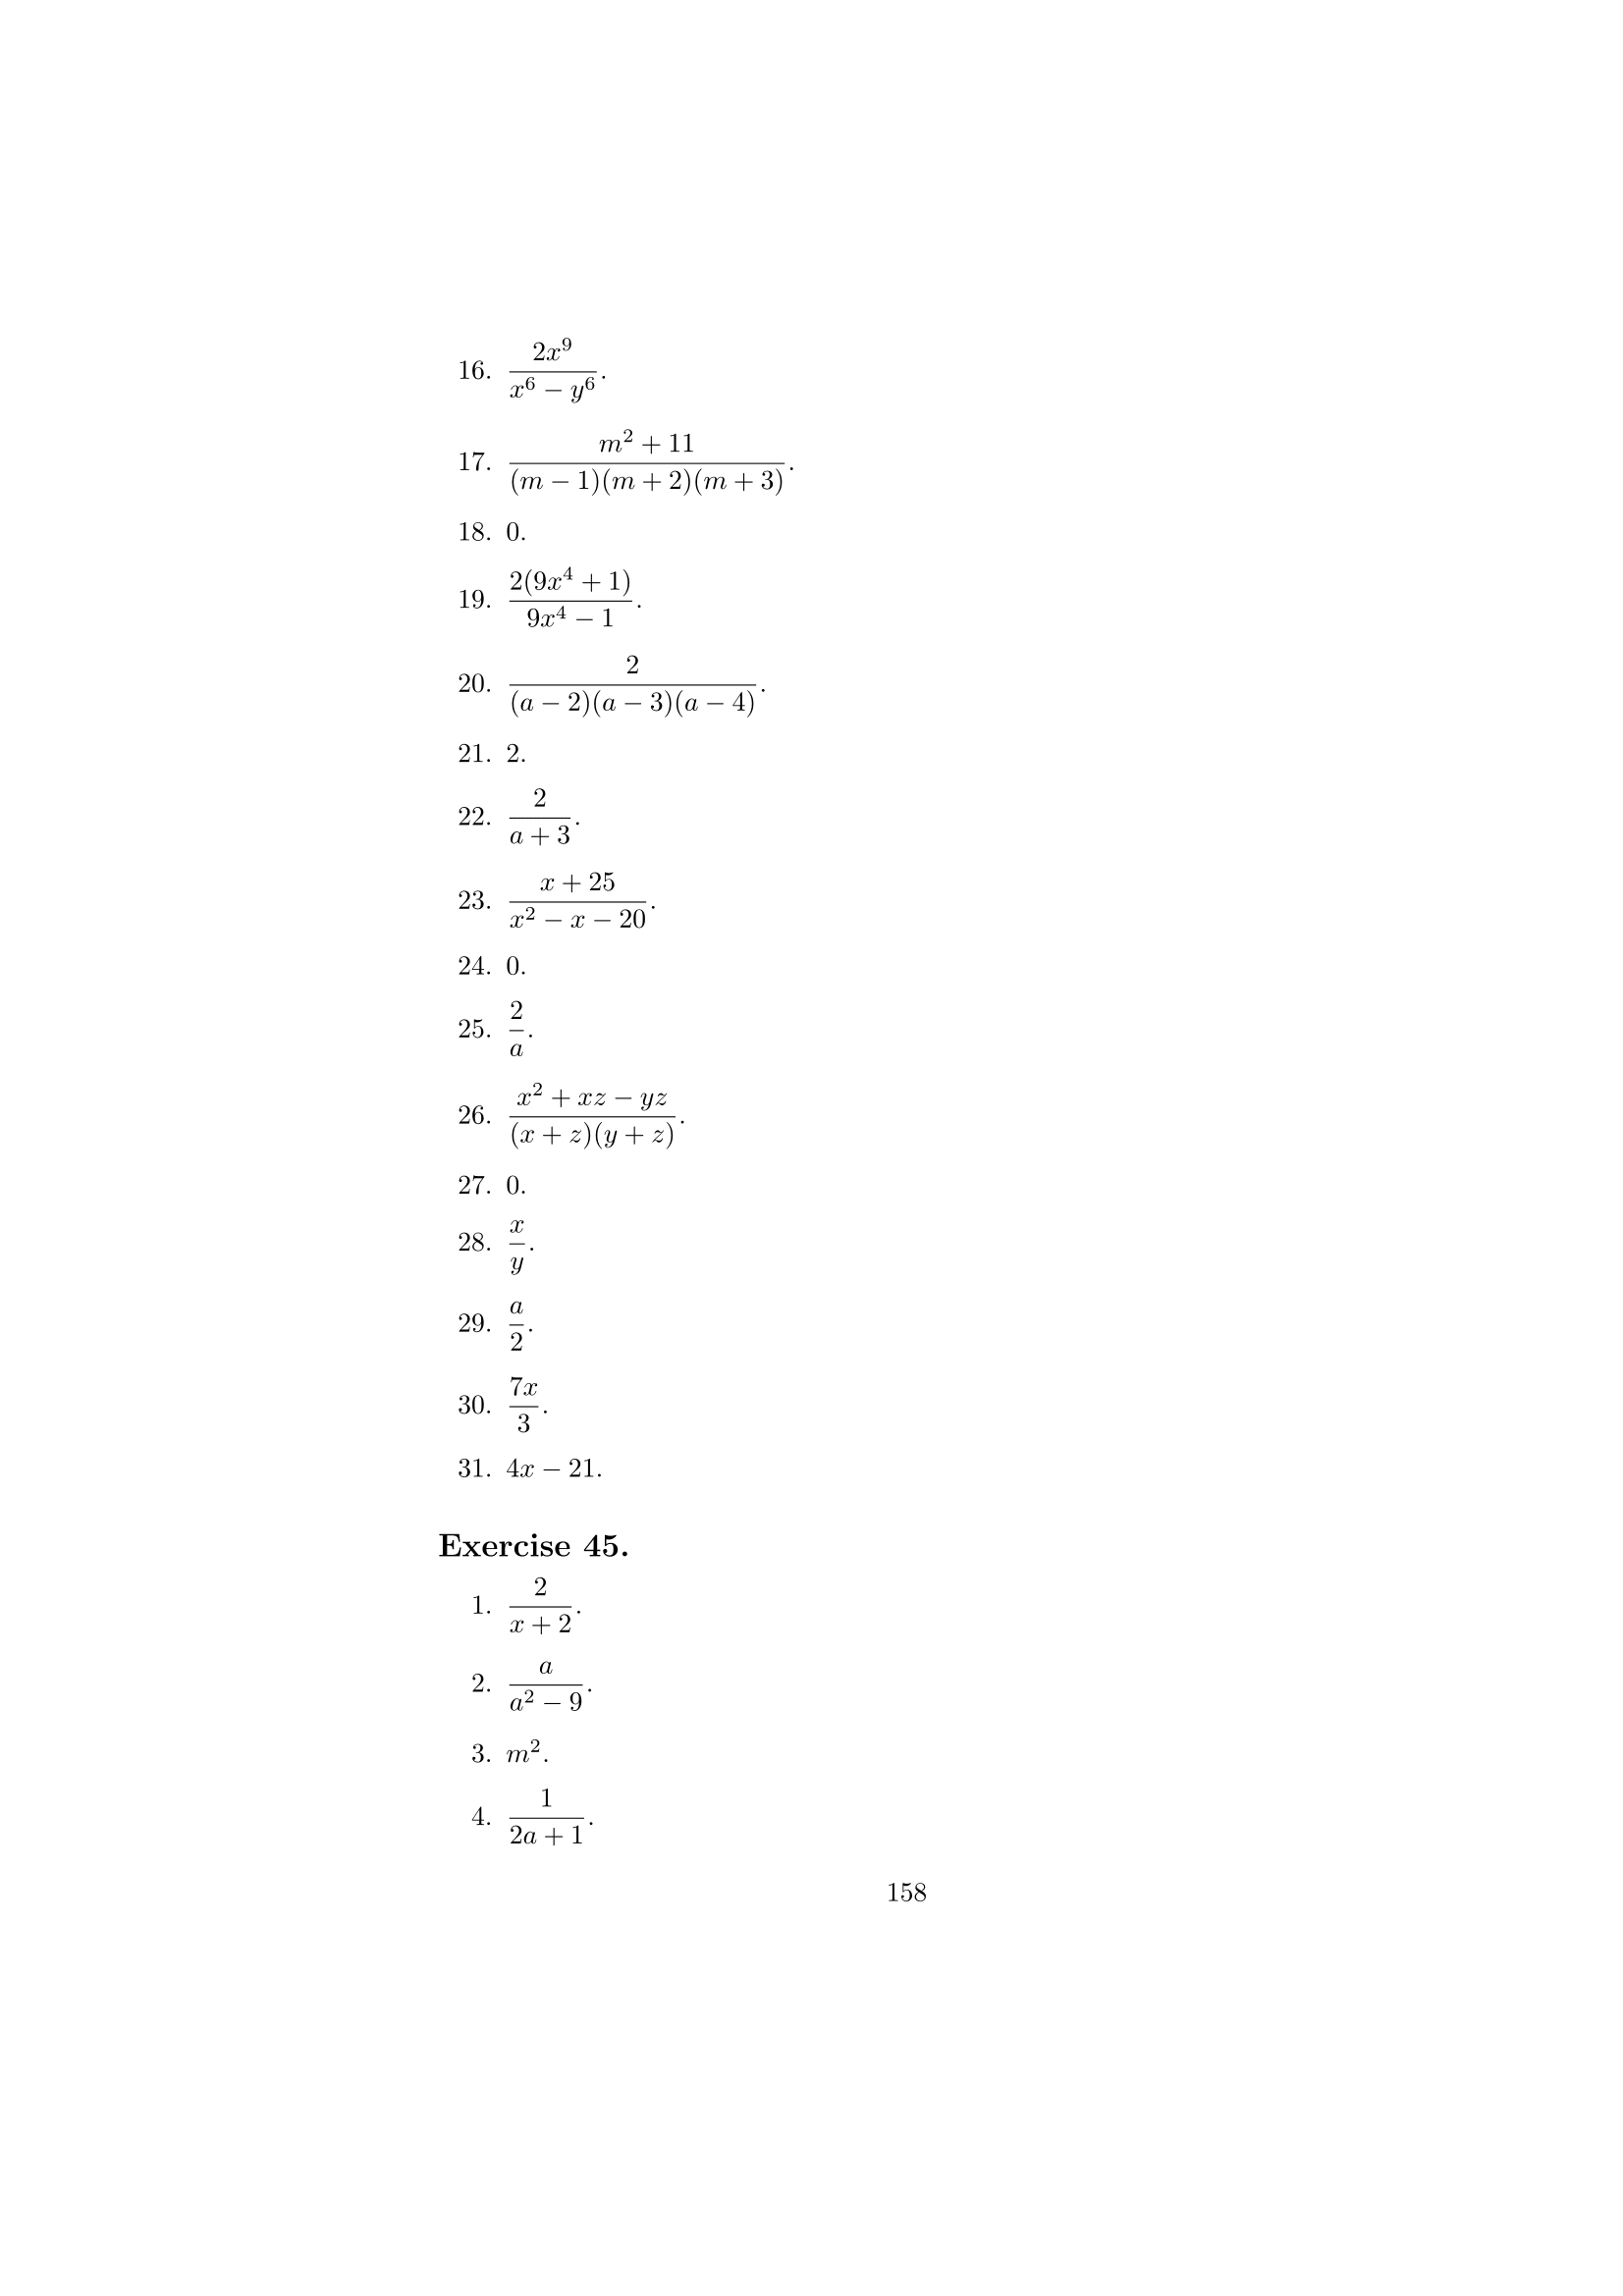 16. \frac{2x^9}{x^6 - y^6}.
17. \frac{m^2 + 11}{(m - 1)(m + 2)(m + 3)}.
18. 0.
19. \frac{2(9x^4 + 1)}{9x^4 - 1}.
20. \frac{2}{(a - 2)(a - 3)(a - 4)}.
21. 2.
22. \frac{2}{a + 3}.
23. \frac{x + 25}{x^2 - x - 20}.
24. 0.
25. \frac{2}{a}.
26. \frac{x^2 + xz - yz}{(x + z)(y + z)}.
27. 0.
28. \frac{x}{y}.
29. \frac{a}{2}.
30. \frac{7x}{3}.
31. 4x - 21.
Exercise 45.
1. \frac{2}{x + 2}.
2. \frac{a}{a^2 - 9}.
3. m^2.
4. \frac{1}{2a + 1}.
158